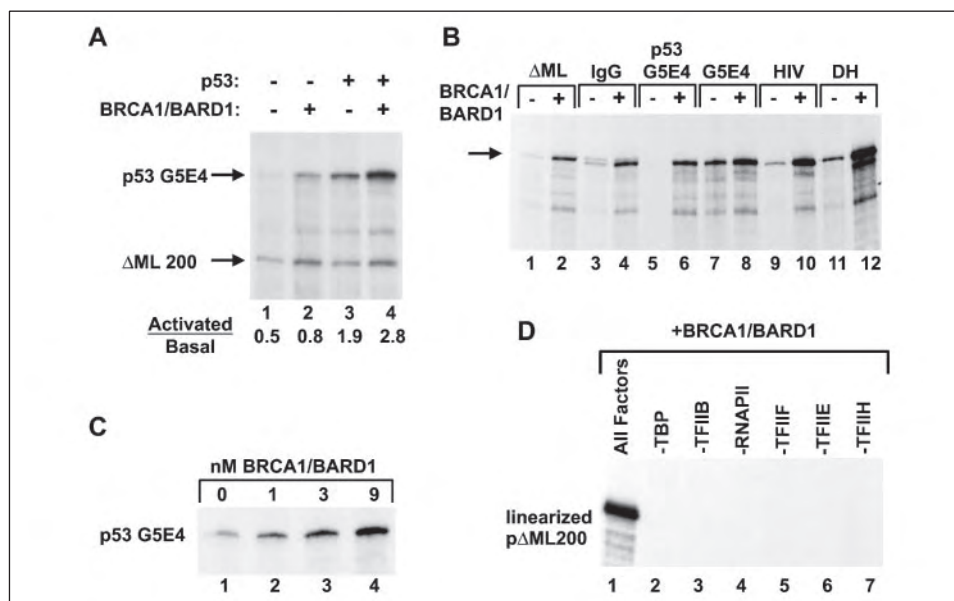 A
p53: - - + +
BRCA1/BARD1: - + - +
p53 G5E4
ΔML 200
1 2 3 4
Activated
Basal
0.5 0.8 1.9 2.8
B
p53
ΔML IgG G5E4 G5E4 HIV DH
BRCA1/
BARD1
- + - + - + - + - + - +
1 2 3 4 5 6 7 8 9 10 11 12
C
nM BRCA1/BARD1
0 1 3 9
p53 G5E4
1 2 3 4
D
+BRCA1/BARD1
All Factors
-TBP
-TFIIB
-RNAPII
-TFIIF
-TFIIE
-TFIIH
linearized
pΔML200
1 2 3 4 5 6 7